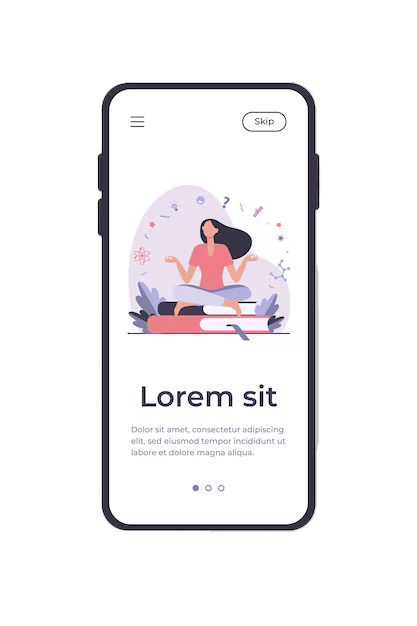 Skip
?
!
Lorem sit
Dolor sit amet, consectetur adipiscing
elit, sed eiusmod tempor incididunt ut
labore et dolore magna aliqua.